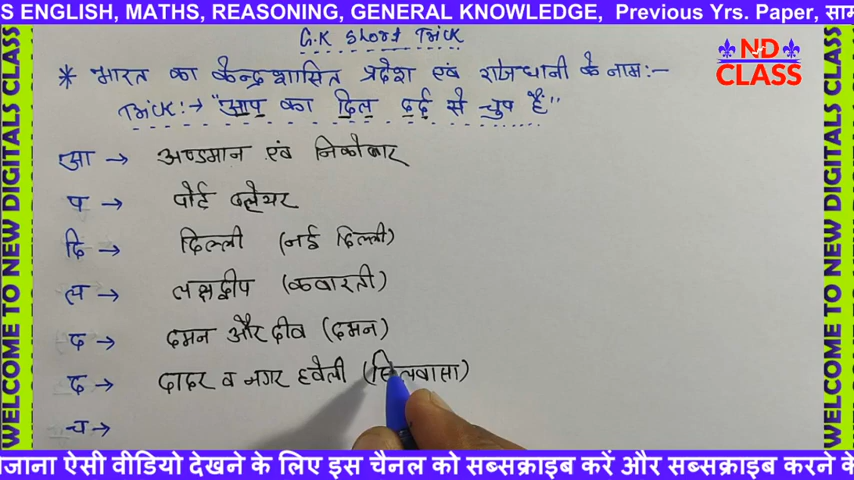 S ENGLISH, MATHS, REASONING, GENERAL KNOWLEDGE, Previous Yrs. Paper, साम
G.K Short Trick
ND
CLASS
* भारत का केन्द्रशासित प्रदेश एवं राजधानी के नाम:-
Trick:→ "आप का दिल दर्द से चुप है"
आ → अण्डमान एवं निकोबार
प → पोर्ट ब्लेयर
दि → दिल्ली (नई दिल्ली)
ल → लक्षद्वीप (कवारती)
द → दमन और दीव (दमन)
द → दादर व नगर हवेली (सिलवासा)
च →
WELCOME TO NEW DIGITALS CLASS
WELCOME TO NEW DIGITALS CLASS
जाना ऐसी वीडियो देखने के लिए इस चैनल को सब्सक्राइब करें और सब्सक्राइब करने के